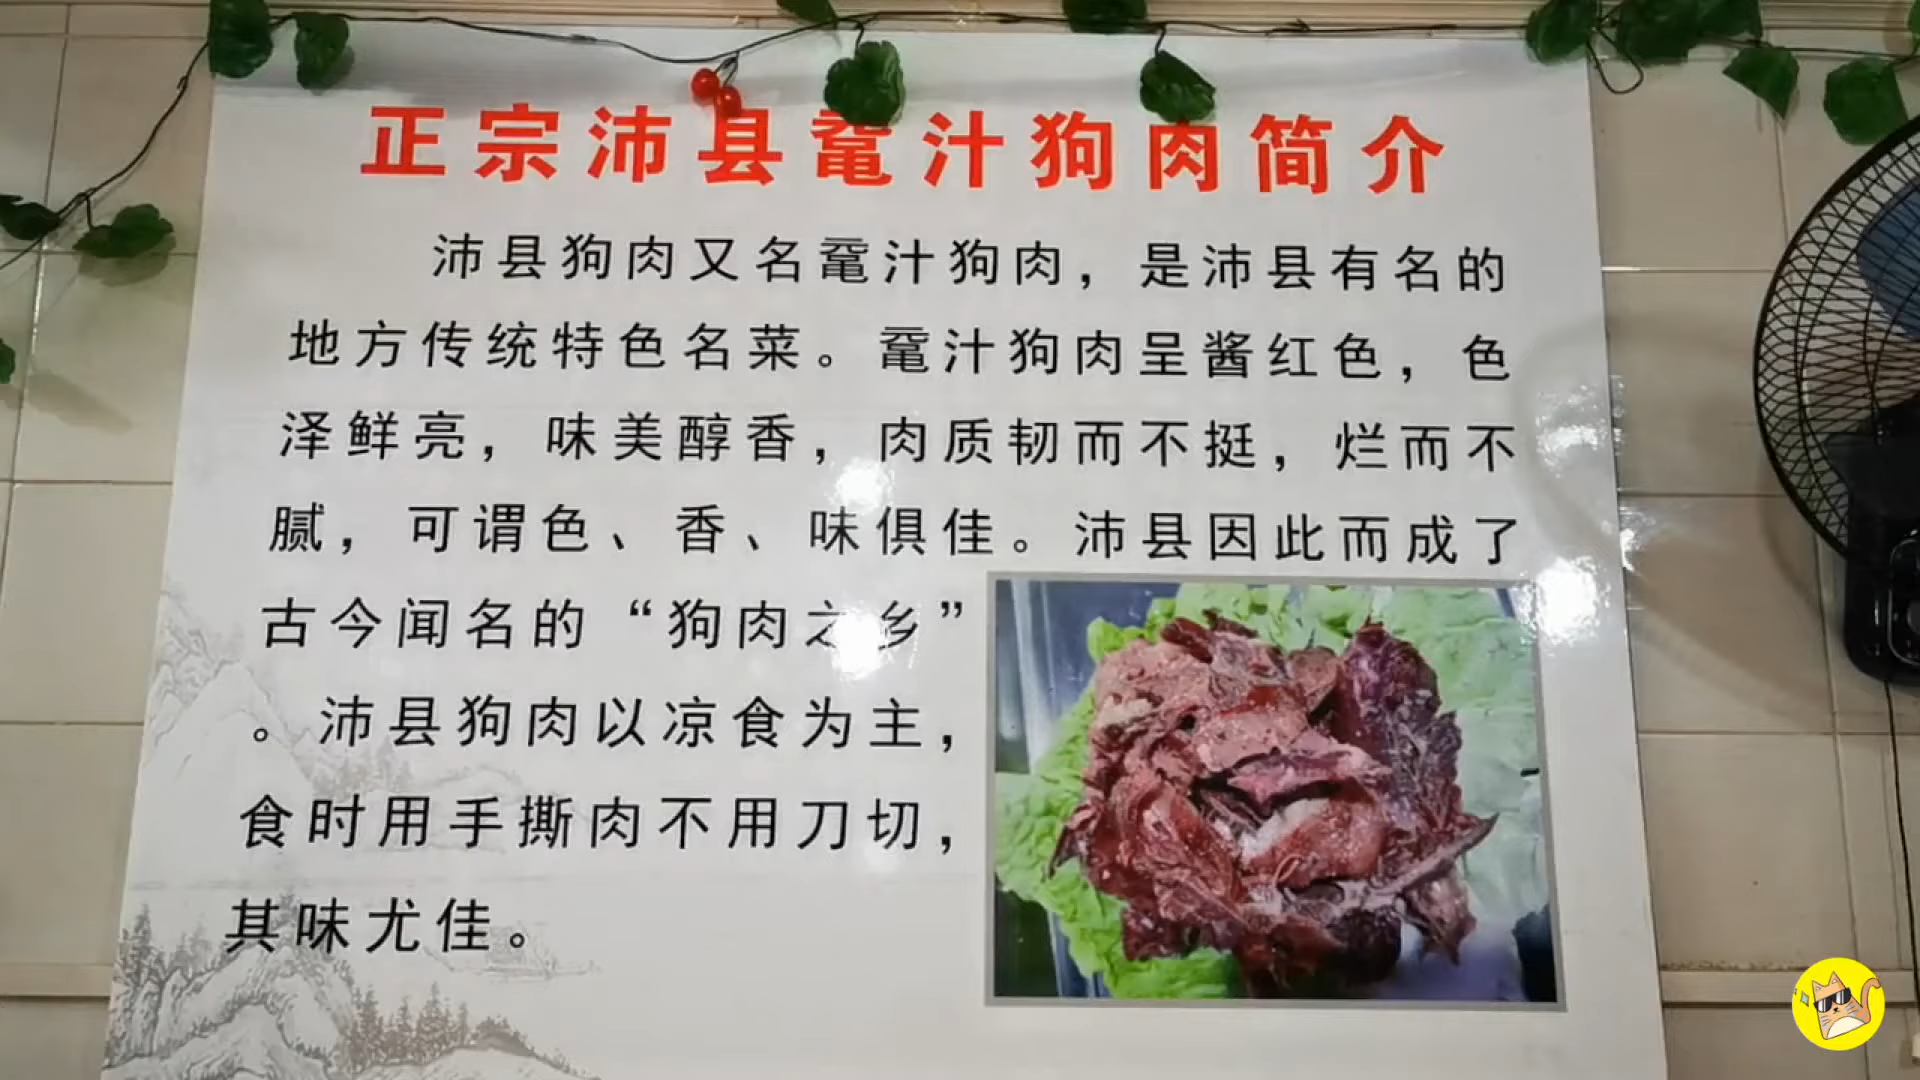 正宗沛县鼋汁狗肉简介
沛县狗肉又名鼋汁狗肉，是沛县有名的
地方传统特色名菜。鼋汁狗肉呈酱红色，色
泽鲜亮，味美醇香，肉质韧而不挺，烂而不
腻，可谓色、香、味俱佳。沛县因此而成了
古今闻名的“狗肉之乡”
。沛县狗肉以凉食为主，
食时用手撕肉不用刀切，
其味尤佳。